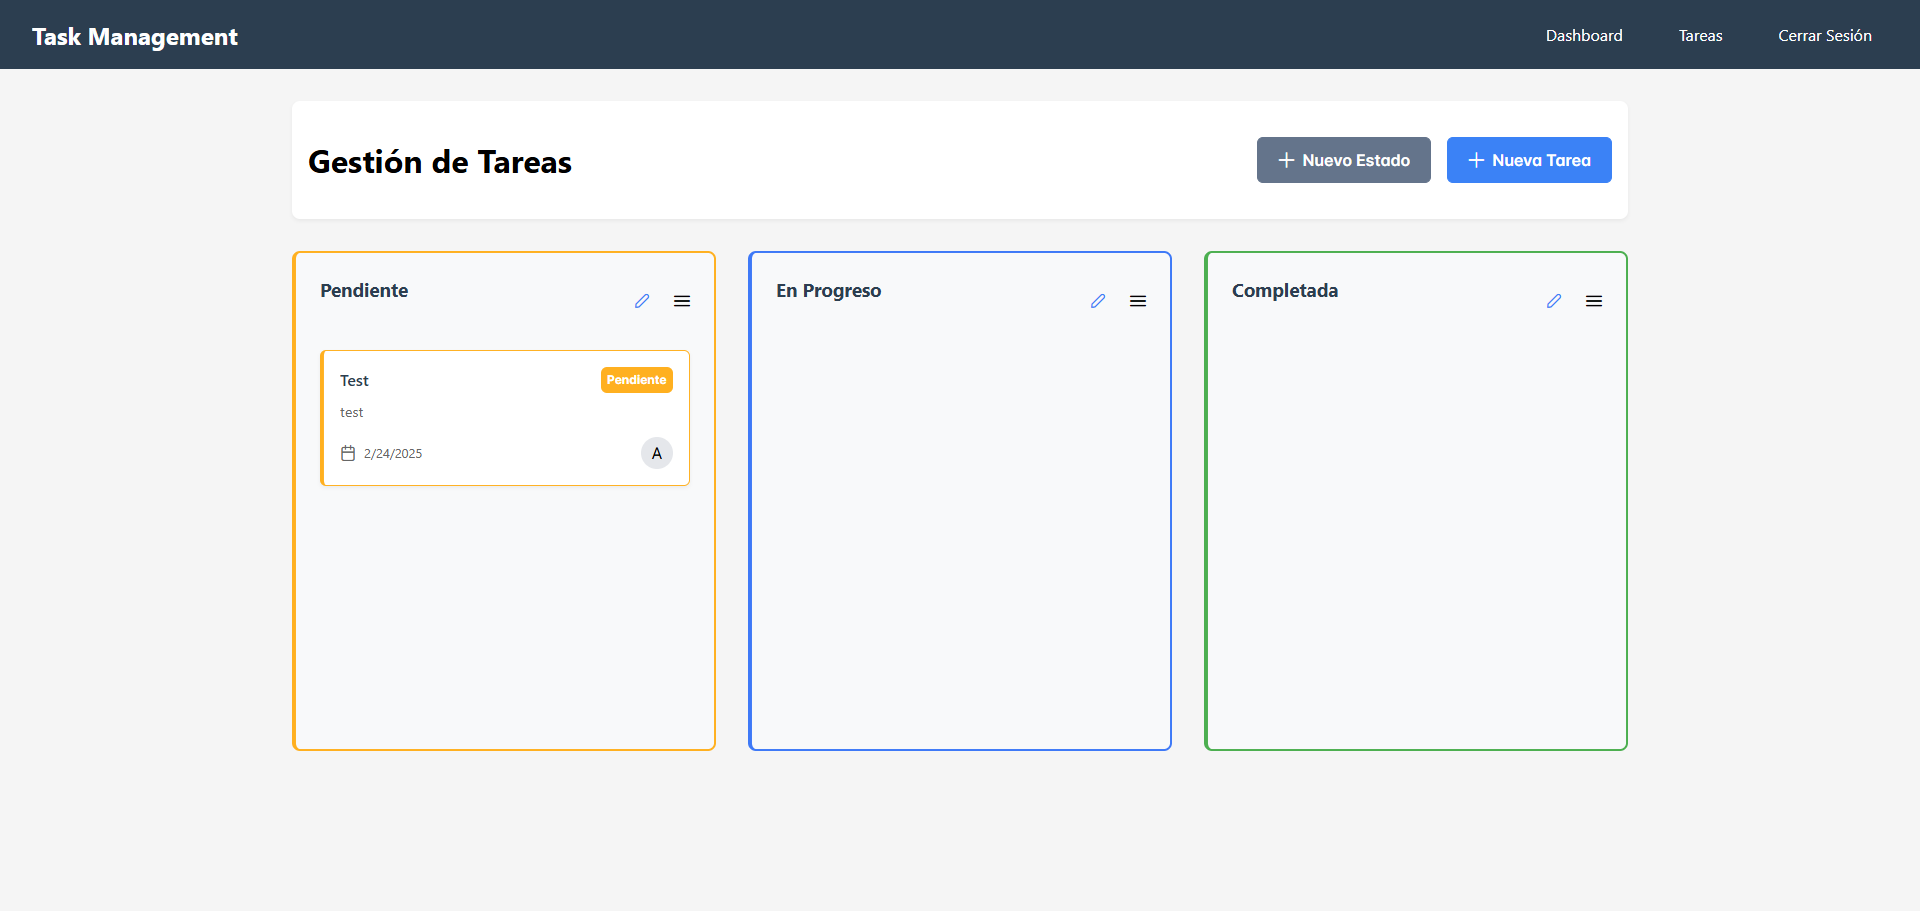 Task Management
Dashboard
Tareas
Cerrar Sesión
Gestión de Tareas
Nuevo Estado
Nueva Tarea
Pendiente
En Progreso
Completada
Test
Pendiente
test
2/24/2025
A